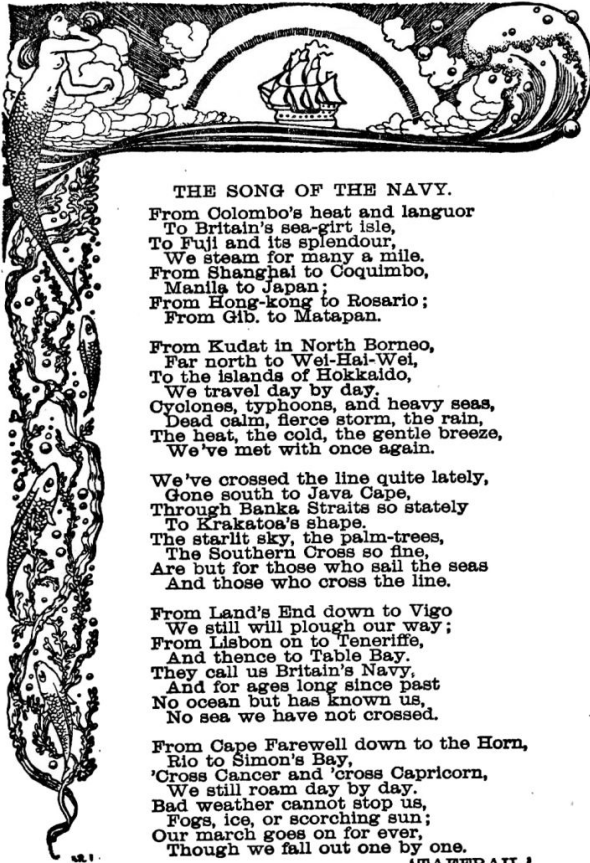 THE SONG OF THE NAVY.
From Colombo's heat and languor
To Britain's sea-girt isle,
To Fuji and its splendour,
We steam for many a mile.
From Shanghai to Coquimbo,
Manila to Japan;
From Hong-kong to Rosario;
From Gib. to Matapan.
From Kudat in North Borneo,
Far north to Wei-Hai-Wei,
To the islands of Hokkaido,
We travel day by day.
Cyclones, typhoons, and heavy seas,
Dead calm, fierce storm, the rain,
The heat, the cold, the gentle breeze,
We've met with once again.
We've crossed the line quite lately,
Gone south to Java Cape,
Through Banka Straits so stately
To Krakatoa's shape.
The starlit sky, the palm-trees,
The Southern Cross so fine,
Are but for those who sail the seas
And those who cross the line.
From Land's End down to Vigo
We still will plough our way;
From Lisbon on to Teneriffe,
And thence to Table Bay.
They call us Britain's Navy,
And for ages long since past
No ocean but has known us,
No sea we have not crossed.
From Cape Farewell down to the Horn,
Rio to Simon's Bay,
'Cross Cancer and 'cross Capricorn,
We still roam day by day.
Bad weather cannot stop us,
Fogs, ice, or scorching sun;
Our march goes on for ever,
Though we fall out one by one.
'TAFFRAIL'